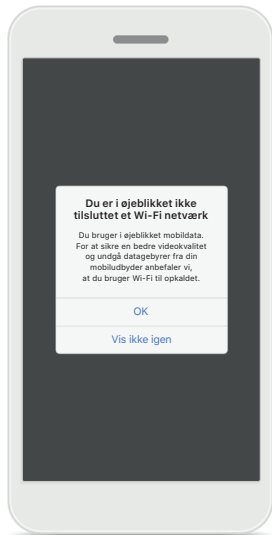 Du er i øjeblikket ikke
tilsluttet et Wi-Fi netværk
Du bruger i øjeblikket mobildata.
For at sikre en bedre videokvalitet
og undgå datagebyrer fra din
mobiludbyder anbefaler vi,
at du bruger Wi-Fi til opkaldet.
OK
Vis ikke igen